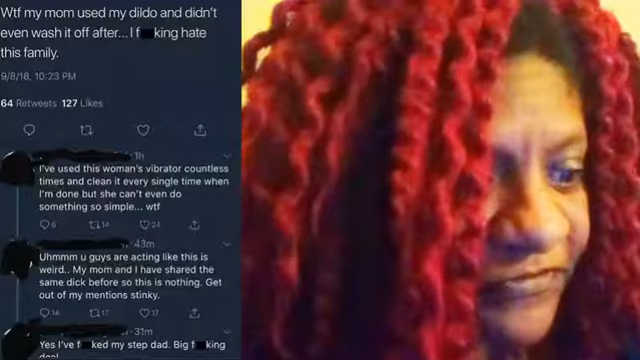 Wtf my mom used my dildo and didn't
even wash it off after... I f king hate
this family.
9/8/18, 10:23 PM
64 Retweets 127 Likes
1h
I've used this woman's vibrator countless
times and clean it every single time when
I'm done but she can't even do
something so simple... wtf
6 14 24
43m
Uhmmm u guys are acting like this is
weird.. My mom and I have shared the
same dick before so this is nothing. Get
out of my mentions stinky.
14 17 17
31m
Yes I've f ked my step dad. Big f king
deal